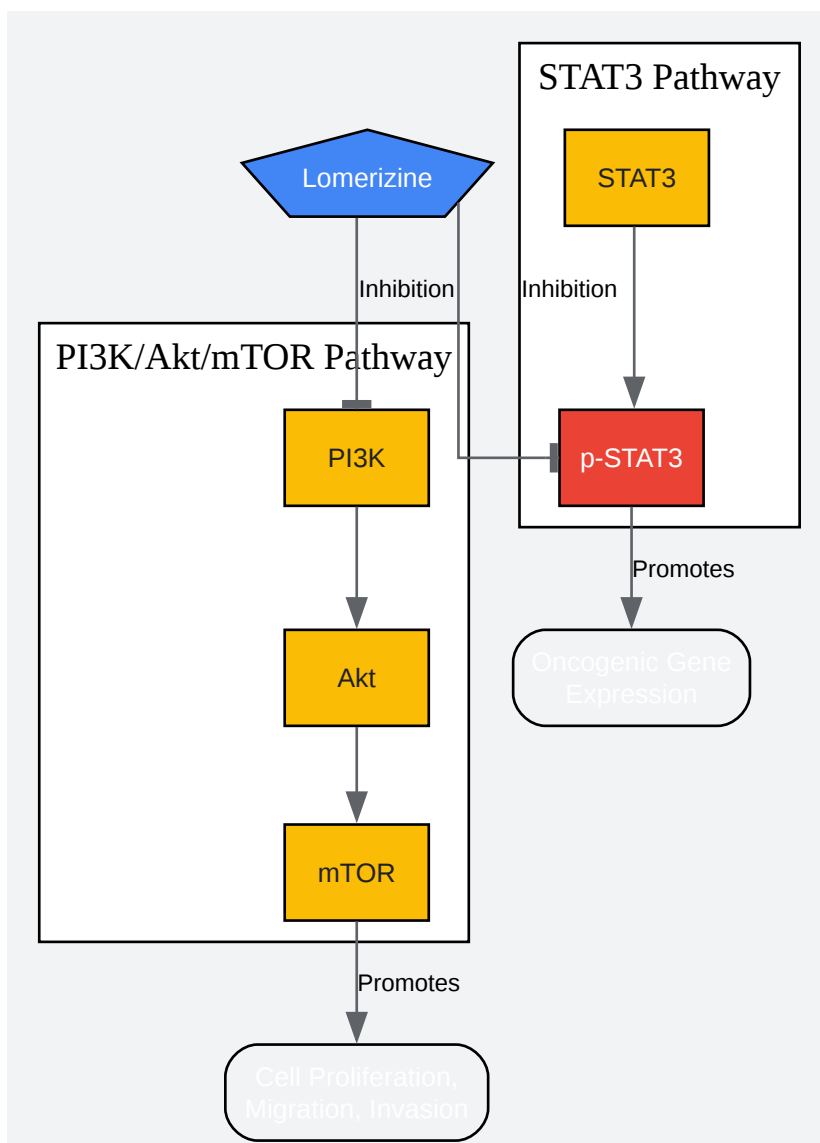 STAT3 Pathway
Lomerizine
STAT3
Inhibition
Inhibition
PI3K/Akt/mTOR Pathway
PI3K
p-STAT3
Promotes
Akt
Oncogenic Gene
Expression
mTOR
Promotes
Cell Proliferation,
Migration, Invasion